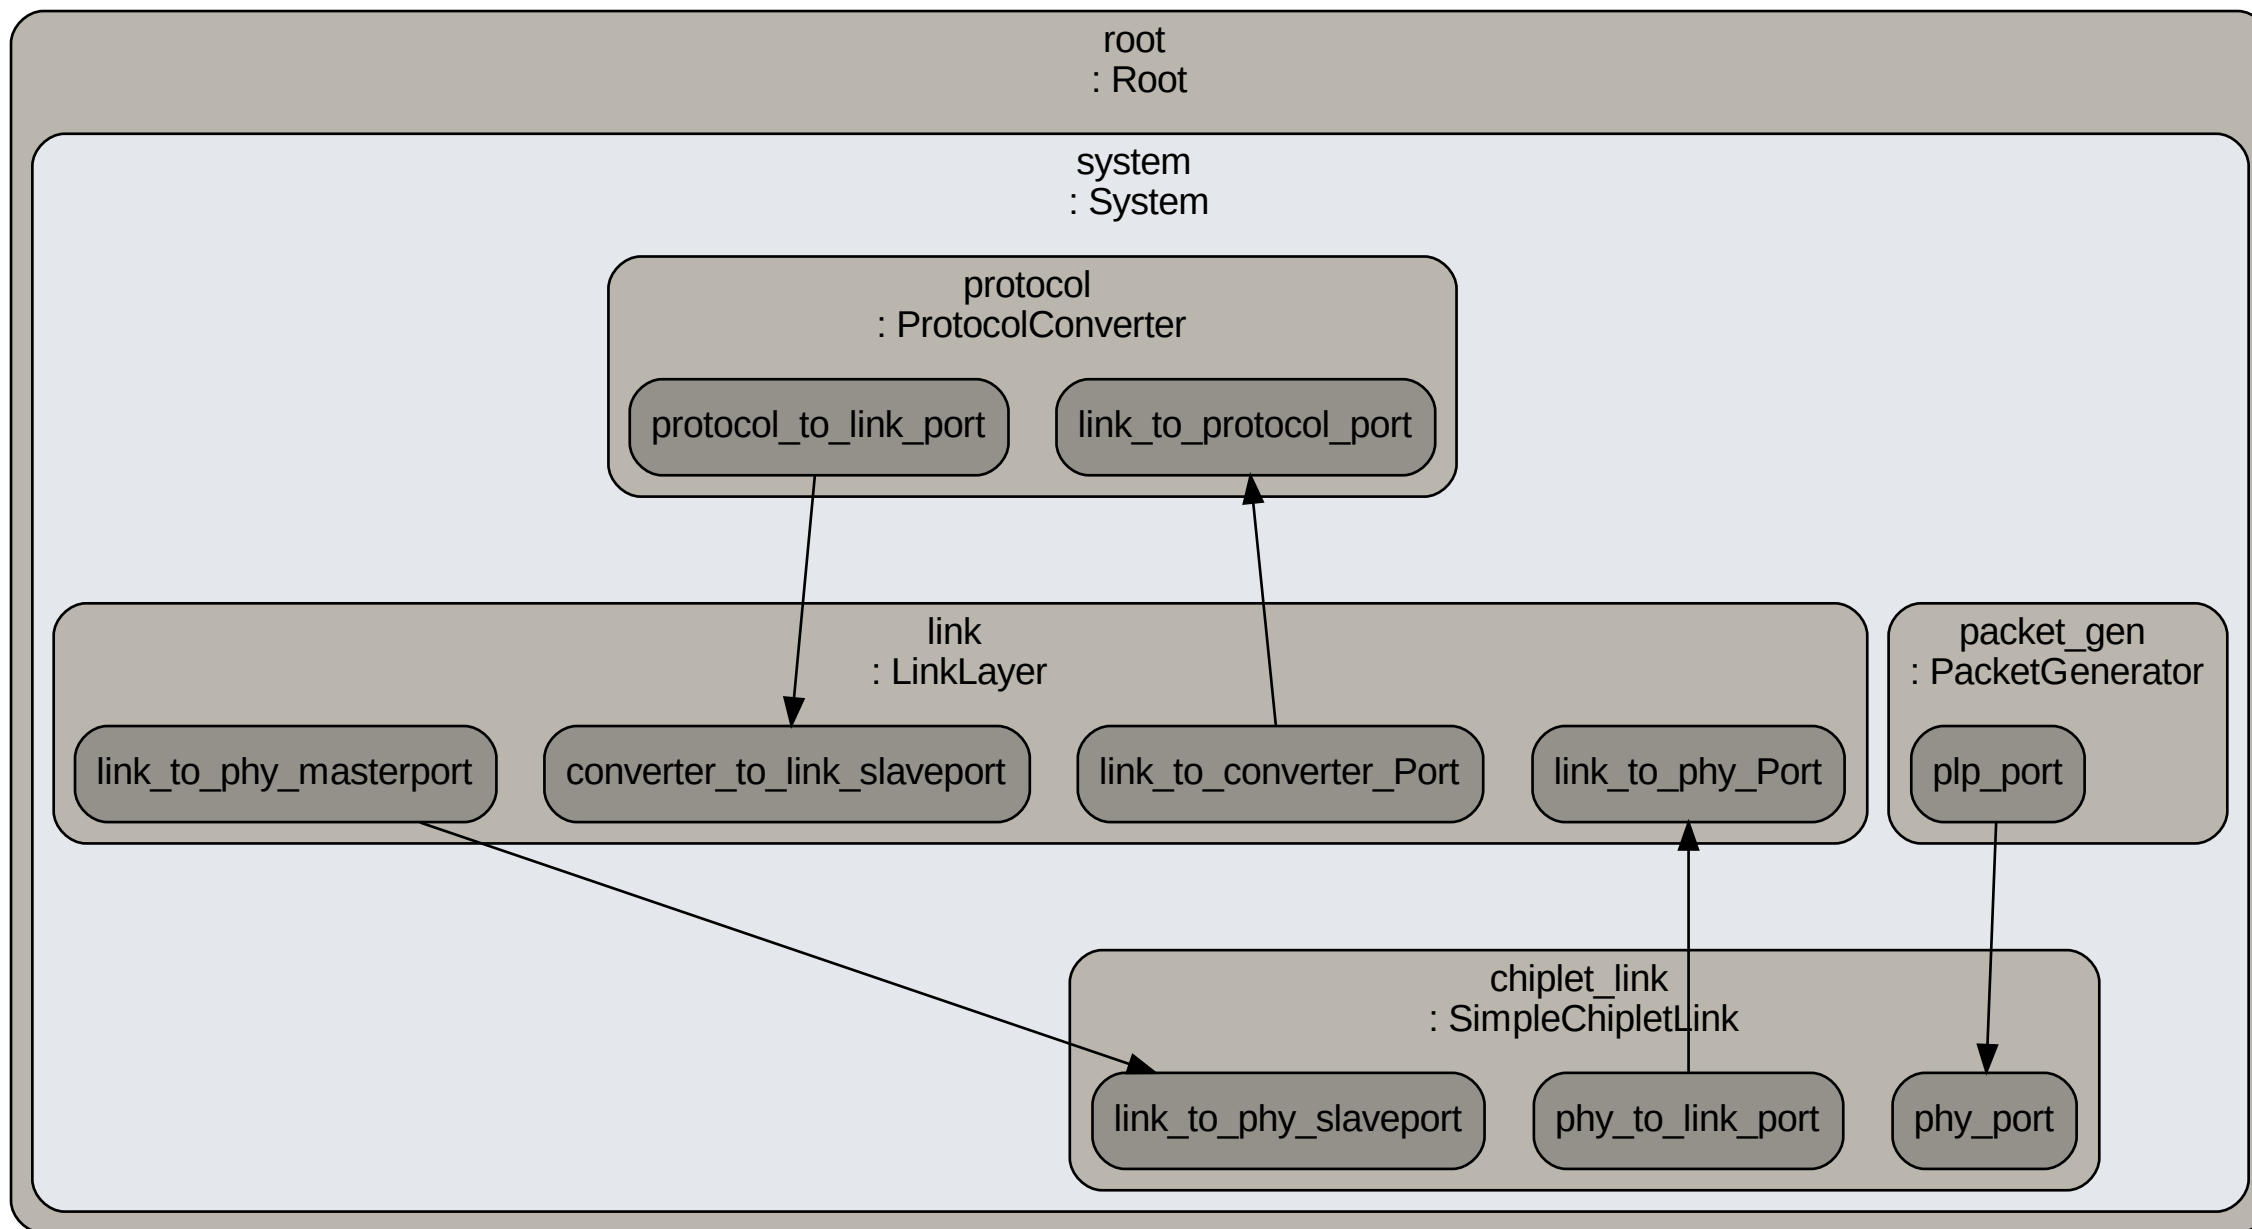 root
: Root
system
: System
protocol
: ProtocolConverter
protocol_to_link_port
link_to_protocol_port
link
: LinkLayer
link_to_phy_masterport
converter_to_link_slaveport
link_to_converter_Port
link_to_phy_Port
packet_gen
: PacketGenerator
plp_port
chiplet_link
: SimpleChipletLink
link_to_phy_slaveport
phy_to_link_port
phy_port